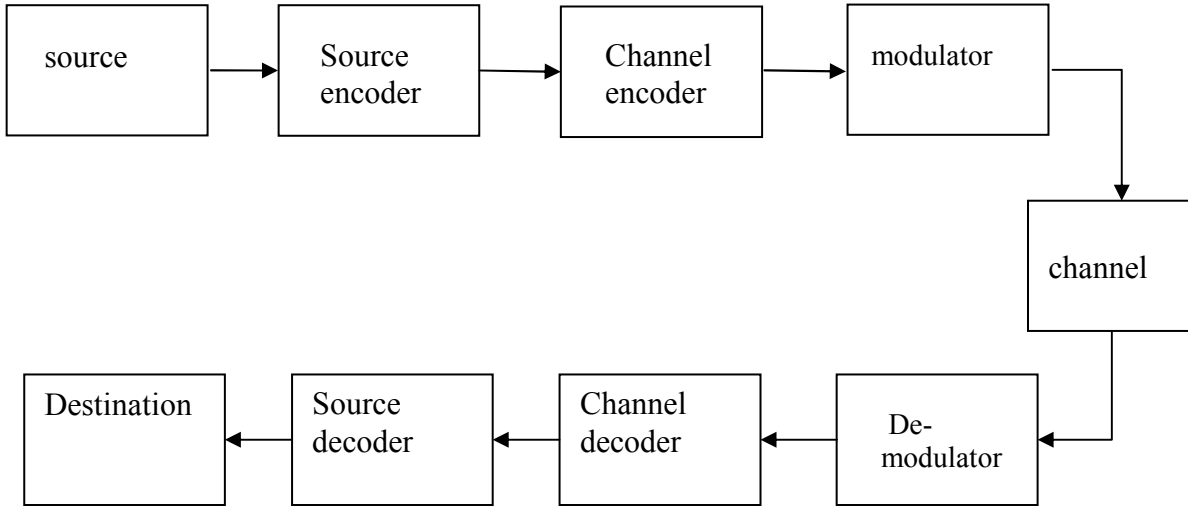 source
Source
encoder
Channel
encoder
modulator
channel
Destination
Source
decoder
Channel
decoder
De-
modulator